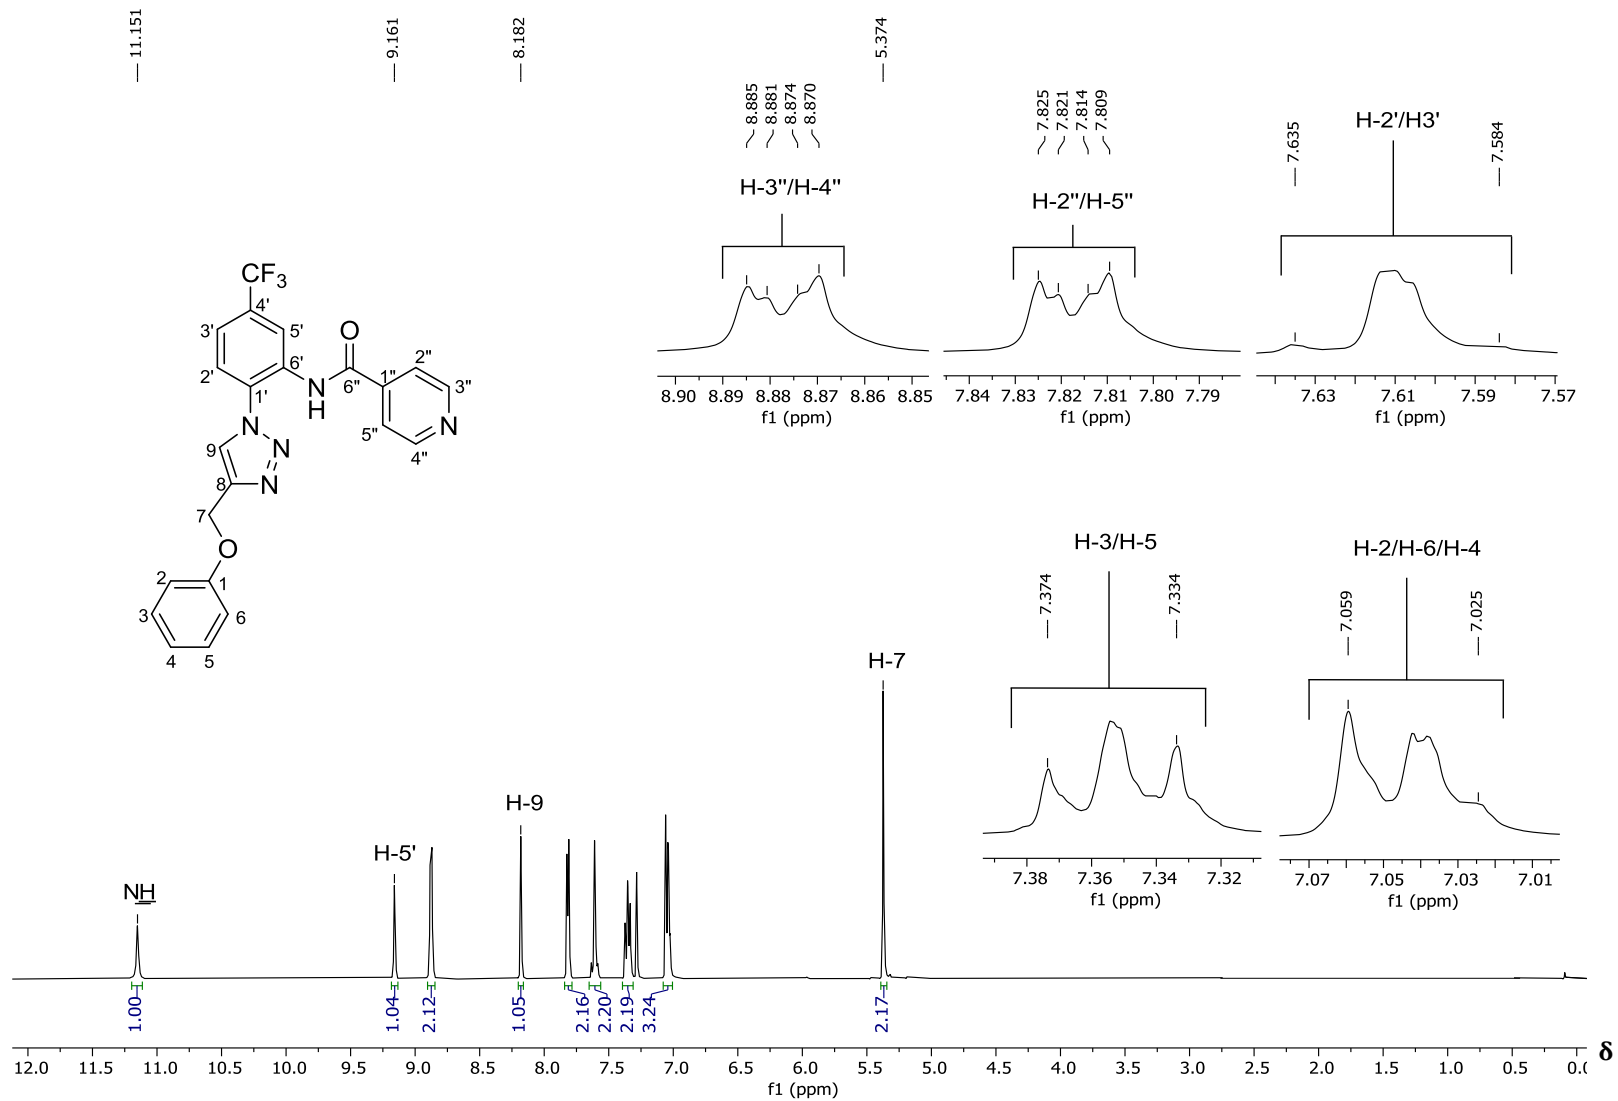 11.151
9.161
8.182
5.374
8.885
8.881
8.874
8.870
7.825
7.821
7.814
7.809
7.635
7.584
H-3"/H-4"
H-2"/H-5"
H-2'/H3'
8.90 8.89 8.88 8.87 8.86 8.85
f1 (ppm)
7.84 7.83 7.82 7.81 7.80 7.79
f1 (ppm)
7.63 7.61 7.59 7.57
f1 (ppm)
CF3
4'
3'
5'
2'
6'
1'
O
N
H
6"
1"
2"
3"
5"
4"
N
N
N
N
9
8
7
O
1
2
3
4
5
6
H-3/H-5
7.374
7.334
7.38 7.36 7.34 7.32
f1 (ppm)
H-2/H-6/H-4
7.059
7.025
7.07 7.05 7.03 7.01
f1 (ppm)
NH
H-5'
H-9
H-7
1.00
1.04
2.12
1.05
2.16
2.20
2.19
3.24
2.17
12.0 11.5 11.0 10.5 10.0 9.5 9.0 8.5 8.0 7.5 7.0 6.5 6.0 5.5 5.0 4.5 4.0 3.5 3.0 2.5 2.0 1.5 1.0 0.5 0.0
f1 (ppm)
δ